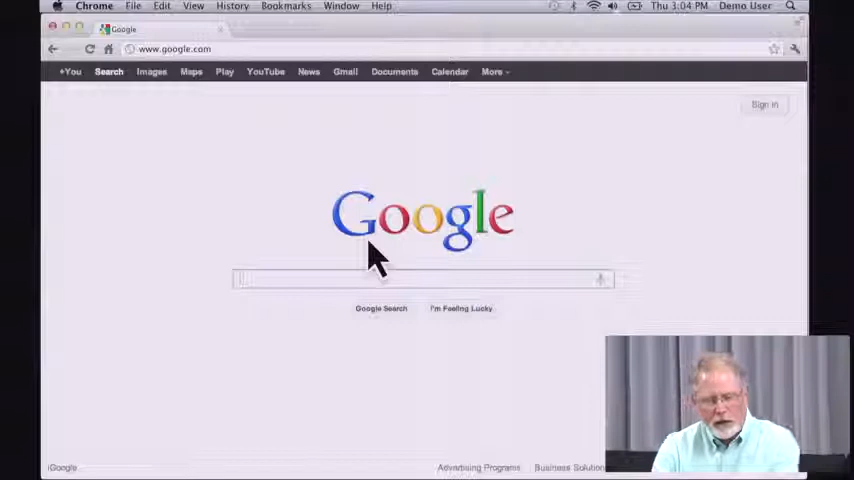 Chrome File Edit View History Bookmarks Window Help Thu 3:04 PM Demo User
Google
www.google.com
+You Search Images Maps Play YouTube News Gmail Documents Calendar More
Sign in
Google
Google Search I'm Feeling Lucky
iGoogle Advertising Programs Business